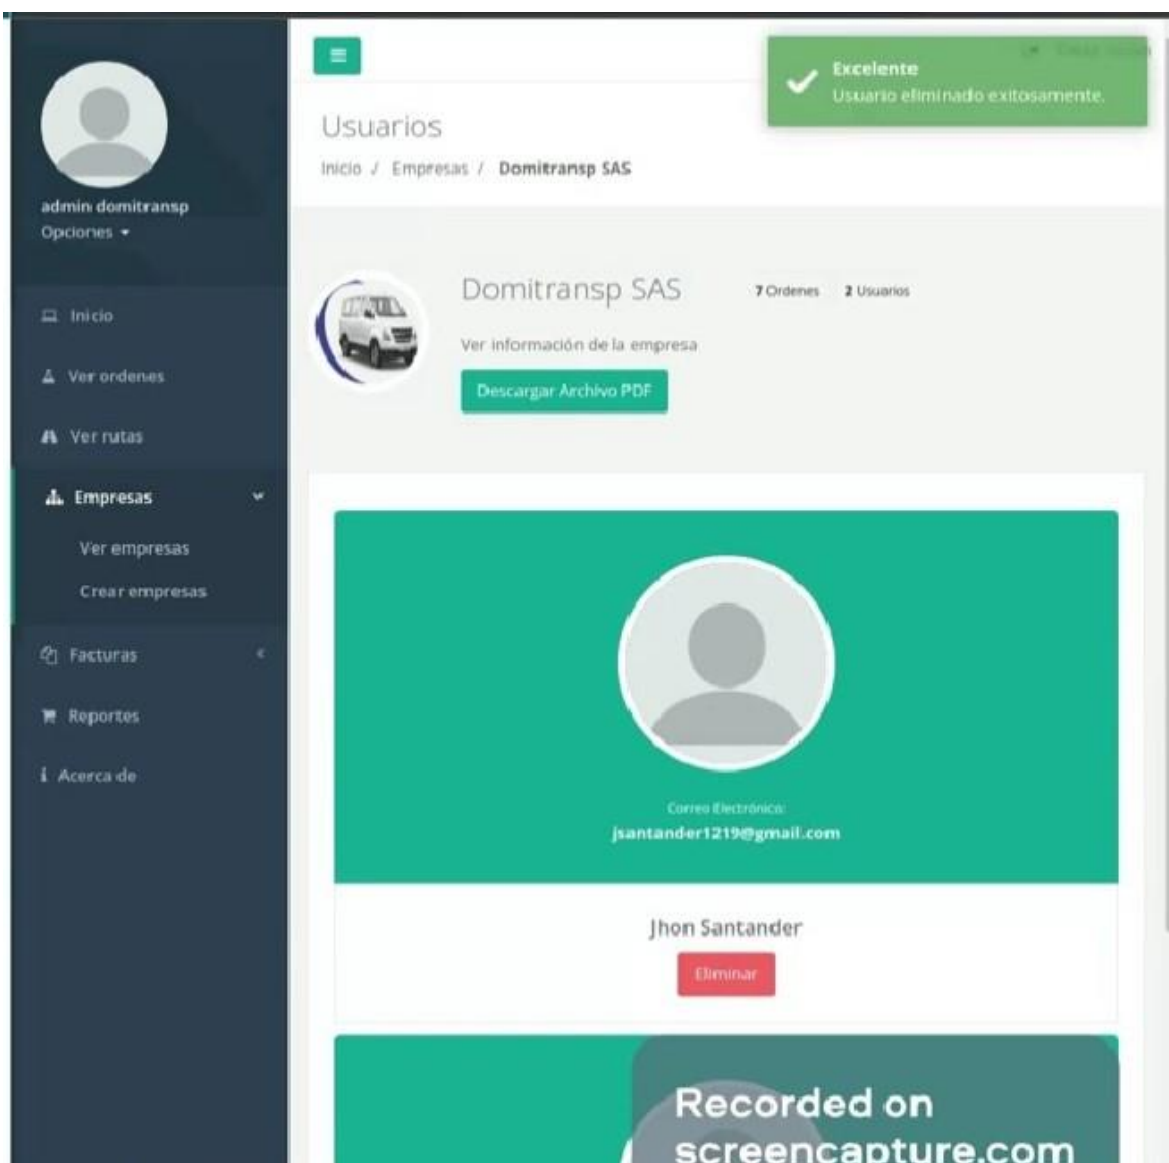 Excelente
Usuario eliminado exitosamente.
Usuarios
Inicio / Empresas / Domitransp SAS
admin domitransp
Opciones
Inicio
Ver ordenes
Ver rutas
Empresas
Ver empresas
Crear empresas
Facturas
Reportes
Acerca de
Domitransp SAS
7 Ordenes 2 Usuarios
Ver información de la empresa
Descargar Archivo PDF
Correo Electrónico:
jsantander1219@gmail.com
Jhon Santander
Eliminar
Recorded on
screencapture.com